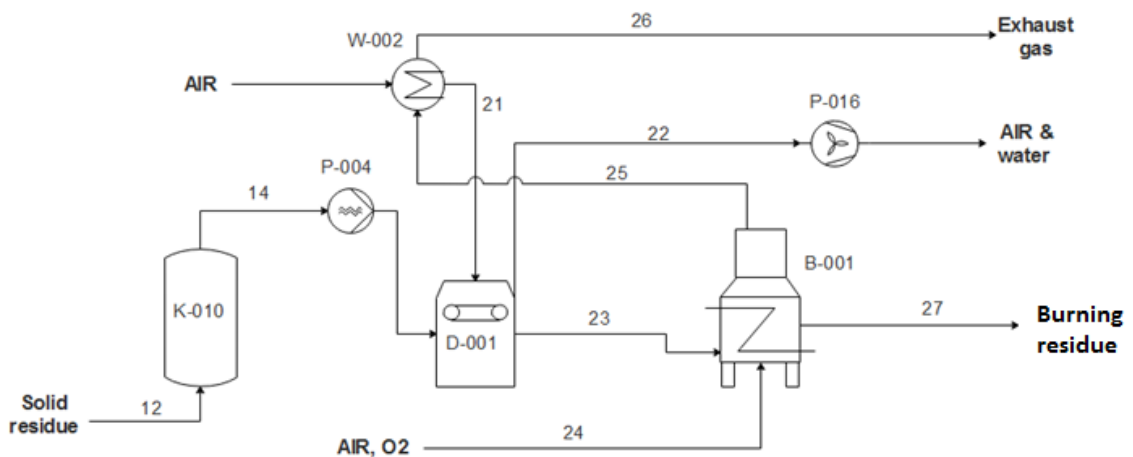 26
Exhaust
gas
W-002
AIR
21
P-016
22
AIR &
water
P-004
25
14
B-001
K-010
23
27
Burning
residue
D-001
Solid
residue
12
AIR, O2
24